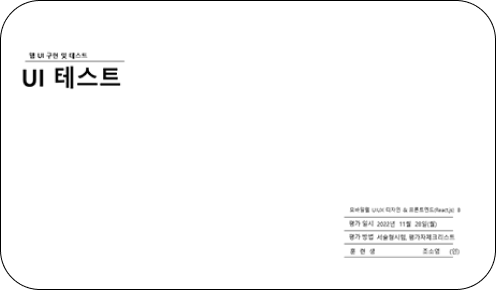 웹 UI 구현 및 테스트
UI 테스트
모바일웹 UIUX 디자인 & 프론트엔드(React.js) B
평가 일시 2022년 11월 28일(월)
평가 방법 서술형시험, 평가자체크리스트
훈 련 생 조소영 (인)